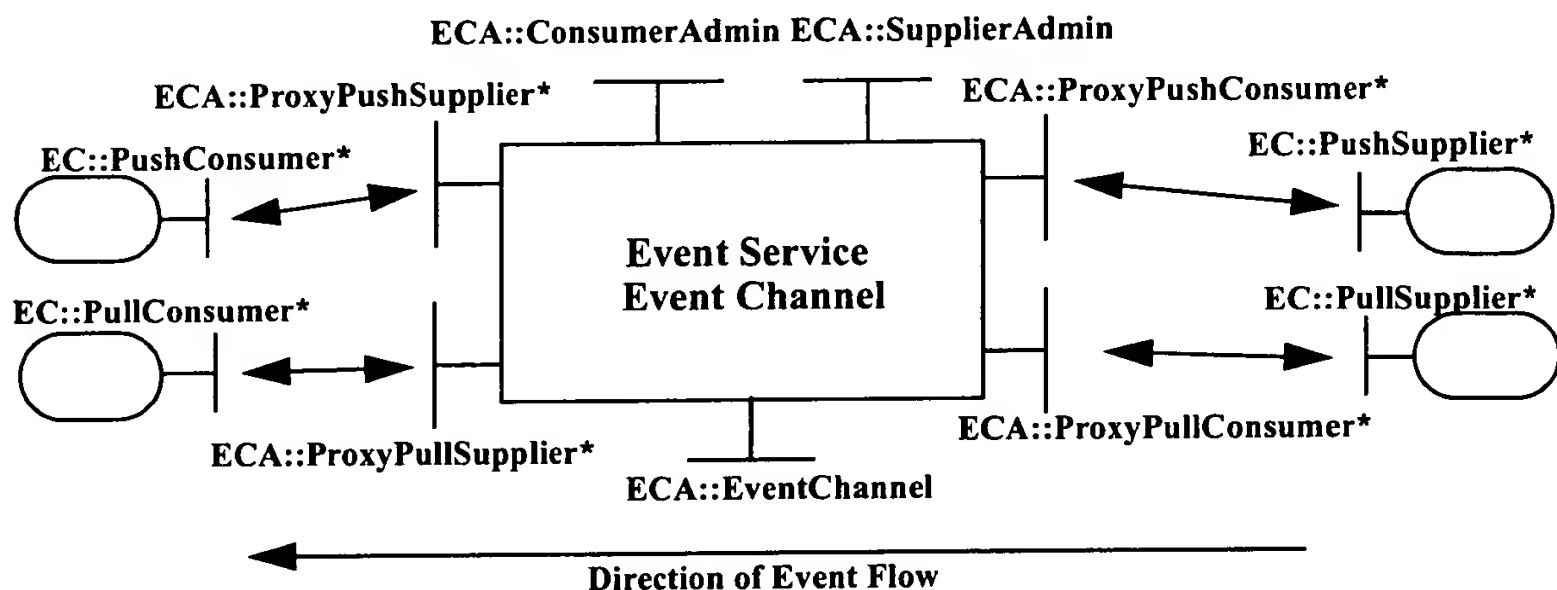 ECA::ConsumerAdmin ECA::SupplierAdmin
ECA::ProxyPushSupplier*
ECA::ProxyPushConsumer*
EC::PushConsumer*
EC::PushSupplier*
Event Service
Event Channel
EC::PullConsumer*
EC::PullSupplier*
ECA::ProxyPullSupplier*
ECA::ProxyPullConsumer*
ECA::EventChannel
Direction of Event Flow